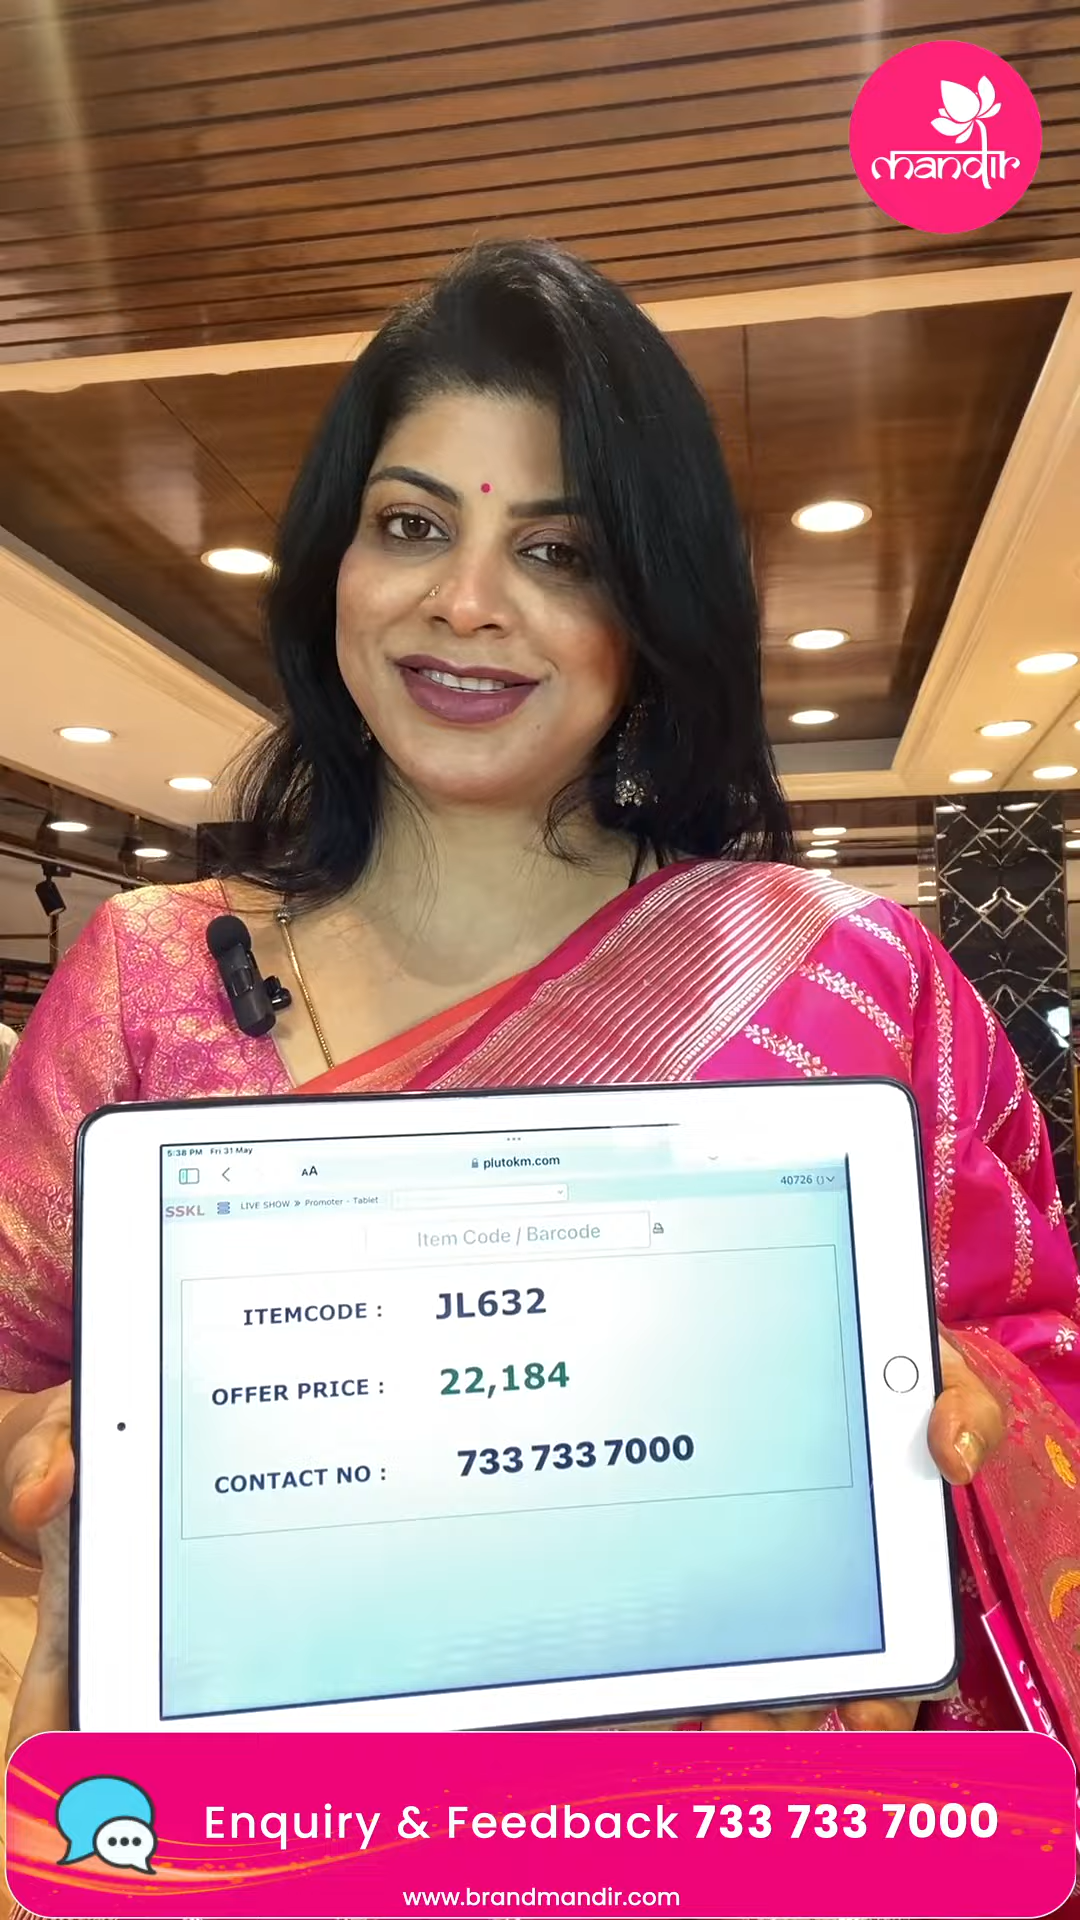 mandir
5:38 PM Fri 31 May
AA
plutokm.com
40726 ()
SSKL
LIVE SHOW » Promoter - Tablet
Item Code / Barcode
ITEMCODE : JL632
OFFER PRICE : 22,184
CONTACT NO : 733 733 7000
Enquiry & Feedback 733 733 7000
www.brandmandir.com